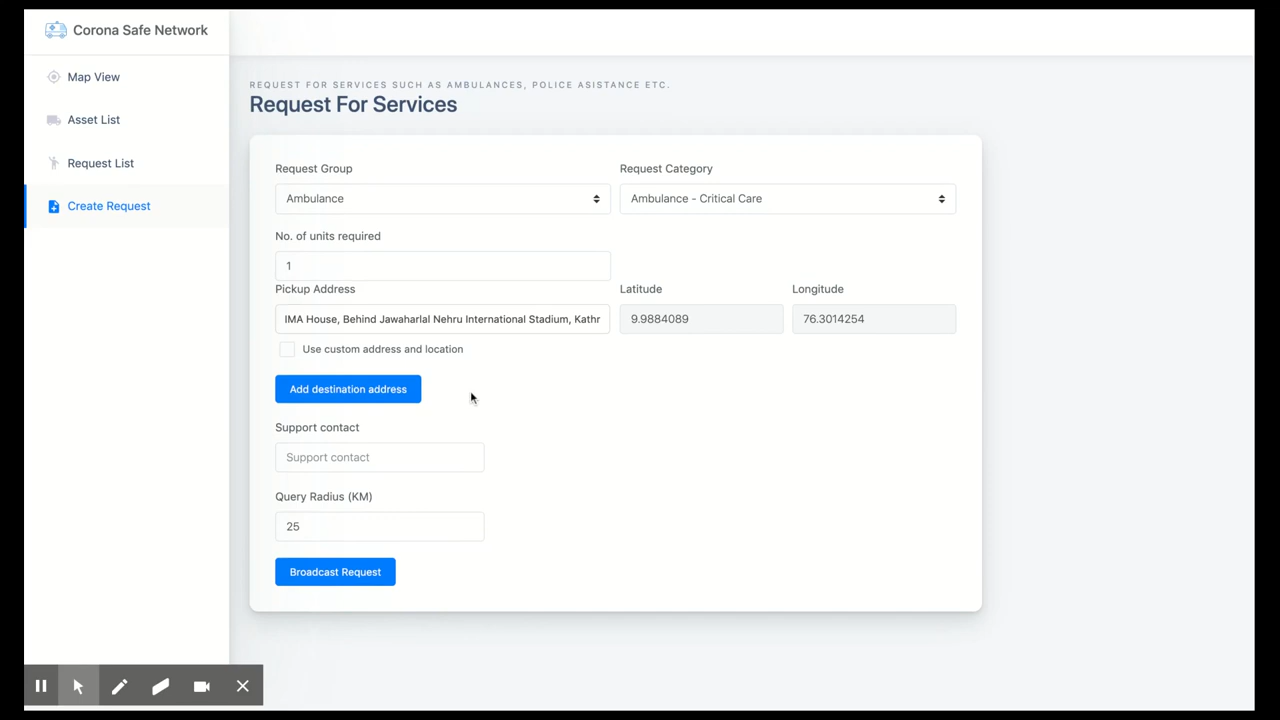 Corona Safe Network
Map View
Asset List
Request List
Create Request
REQUEST FOR SERVICES SUCH AS AMBULANCES, POLICE ASISTANCE ETC.
Request For Services
Request Group
Request Category
Ambulance
Ambulance - Critical Care
No. of units required
1
Pickup Address
Latitude
Longitude
IMA House, Behind Jawaharlal Nehru International Stadium, Kathr
9.9884089
76.3014254
Use custom address and location
Add destination address
Support contact
Support contact
Query Radius (KM)
25
Broadcast Request